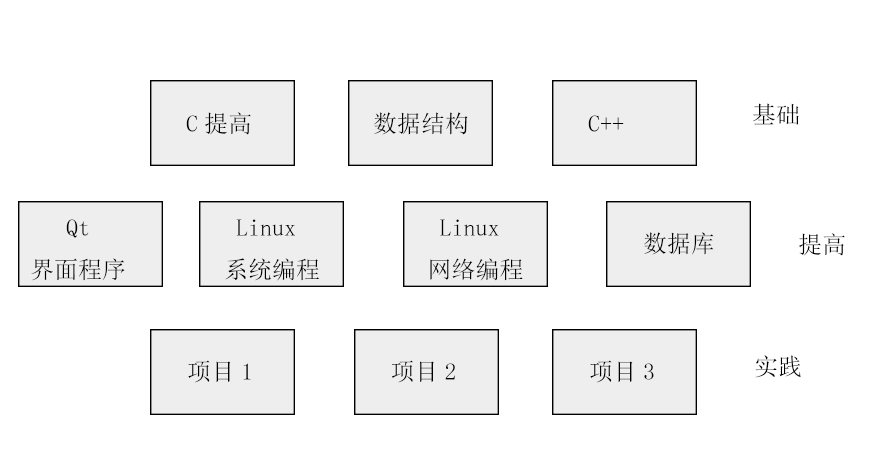 C 提高
数据结构
C++
基础
Qt
界面程序
Linux
系统编程
Linux
网络编程
数据库
提高
项目 1
项目 2
项目 3
实践